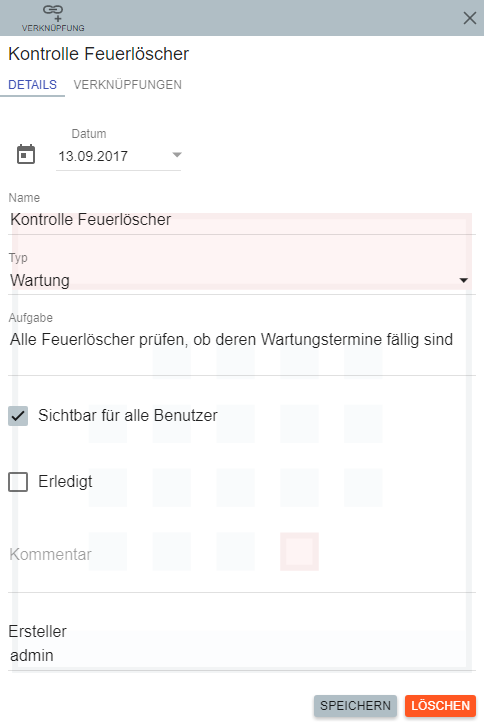 VERKNÜPFUNG
Kontrolle Feuerlöscher
DETAILS VERKNÜPFUNGEN
Datum
13.09.2017
Name
Kontrolle Feuerlöscher
Typ
Wartung
Aufgabe
Alle Feuerlöscher prüfen, ob deren Wartungstermine fällig sind
Sichtbar für alle Benutzer
Erledigt
Kommentar
Ersteller
admin
SPEICHERN LÖSCHEN